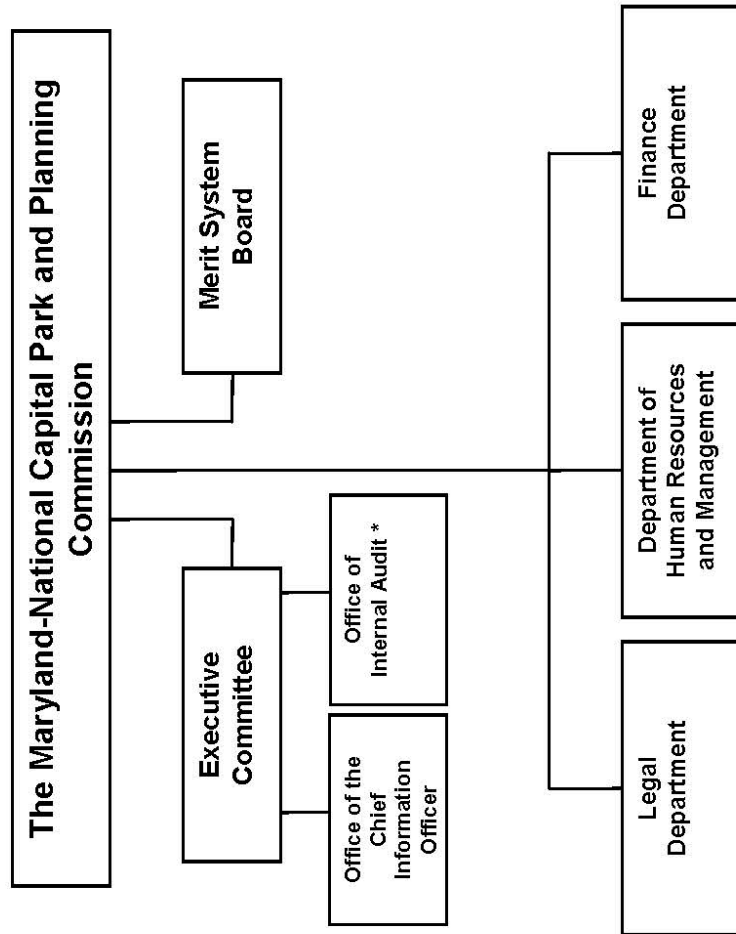 The Maryland-National Capital Park and Planning
Commission
Executive
Committee
Merit System
Board
Office of the
Chief
Information
Officer
Office of
Internal Audit *
Legal
Department
Department of
Human Resources
and Management
Finance
Department